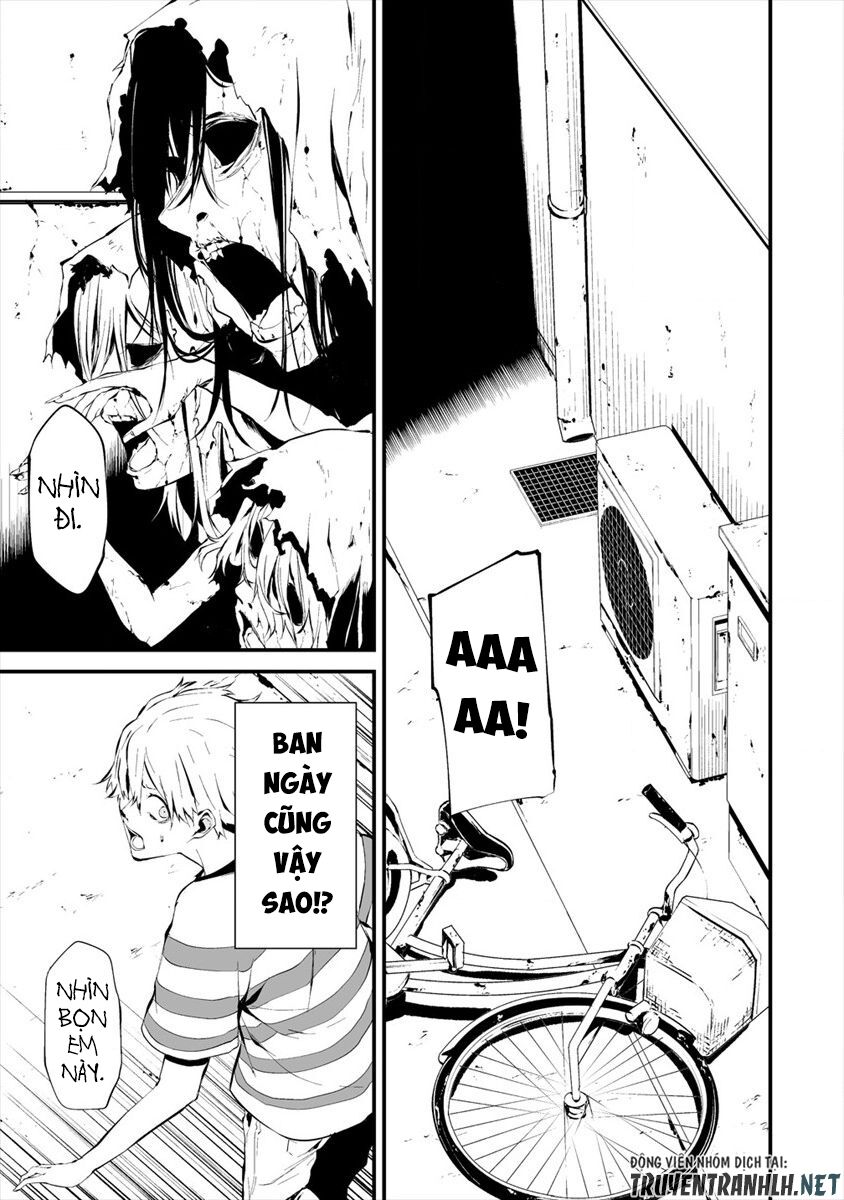 AAA
AA!
NHÌN
ĐI.
BAN
NGÀY
CŨNG
VẬY
SAO!?
NHÌN
BỌN
EM
NÀY.
ĐỘNG VIÊN NHÓM DỊCH TẠI:
TRUYENTRANHLH.NET